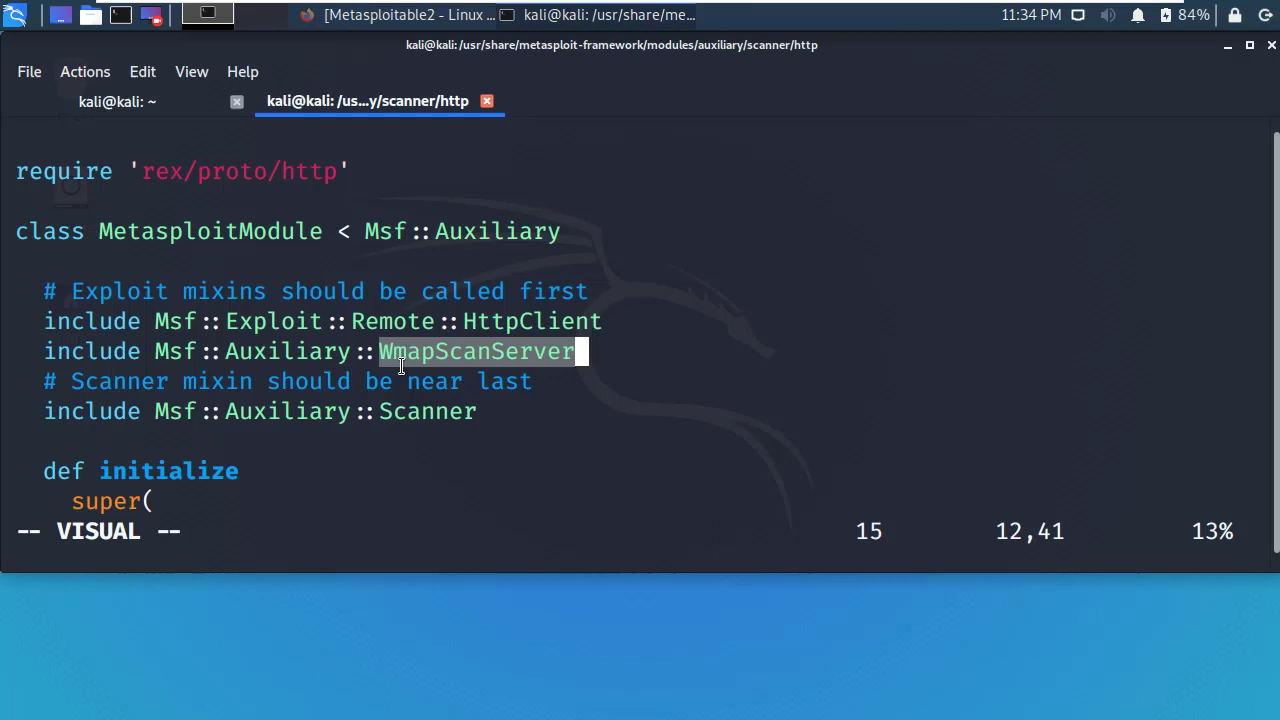 [Metasploitable2 - Linux ...
kali@kali: /usr/share/me...
11:34 PM
84%
kali@kali: /usr/share/metasploit-framework/modules/auxiliary/scanner/http
File Actions Edit View Help
kali@kali: ~
kali@kali: /us...y/scanner/http
require 'rex/proto/http'
class MetasploitModule < Msf::Auxiliary
# Exploit mixins should be called first
include Msf::Exploit::Remote::HttpClient
include Msf::Auxiliary::WmapScanServer
# Scanner mixin should be near last
include Msf::Auxiliary::Scanner
def initialize
super(
-- VISUAL -- 15 12,41 13%